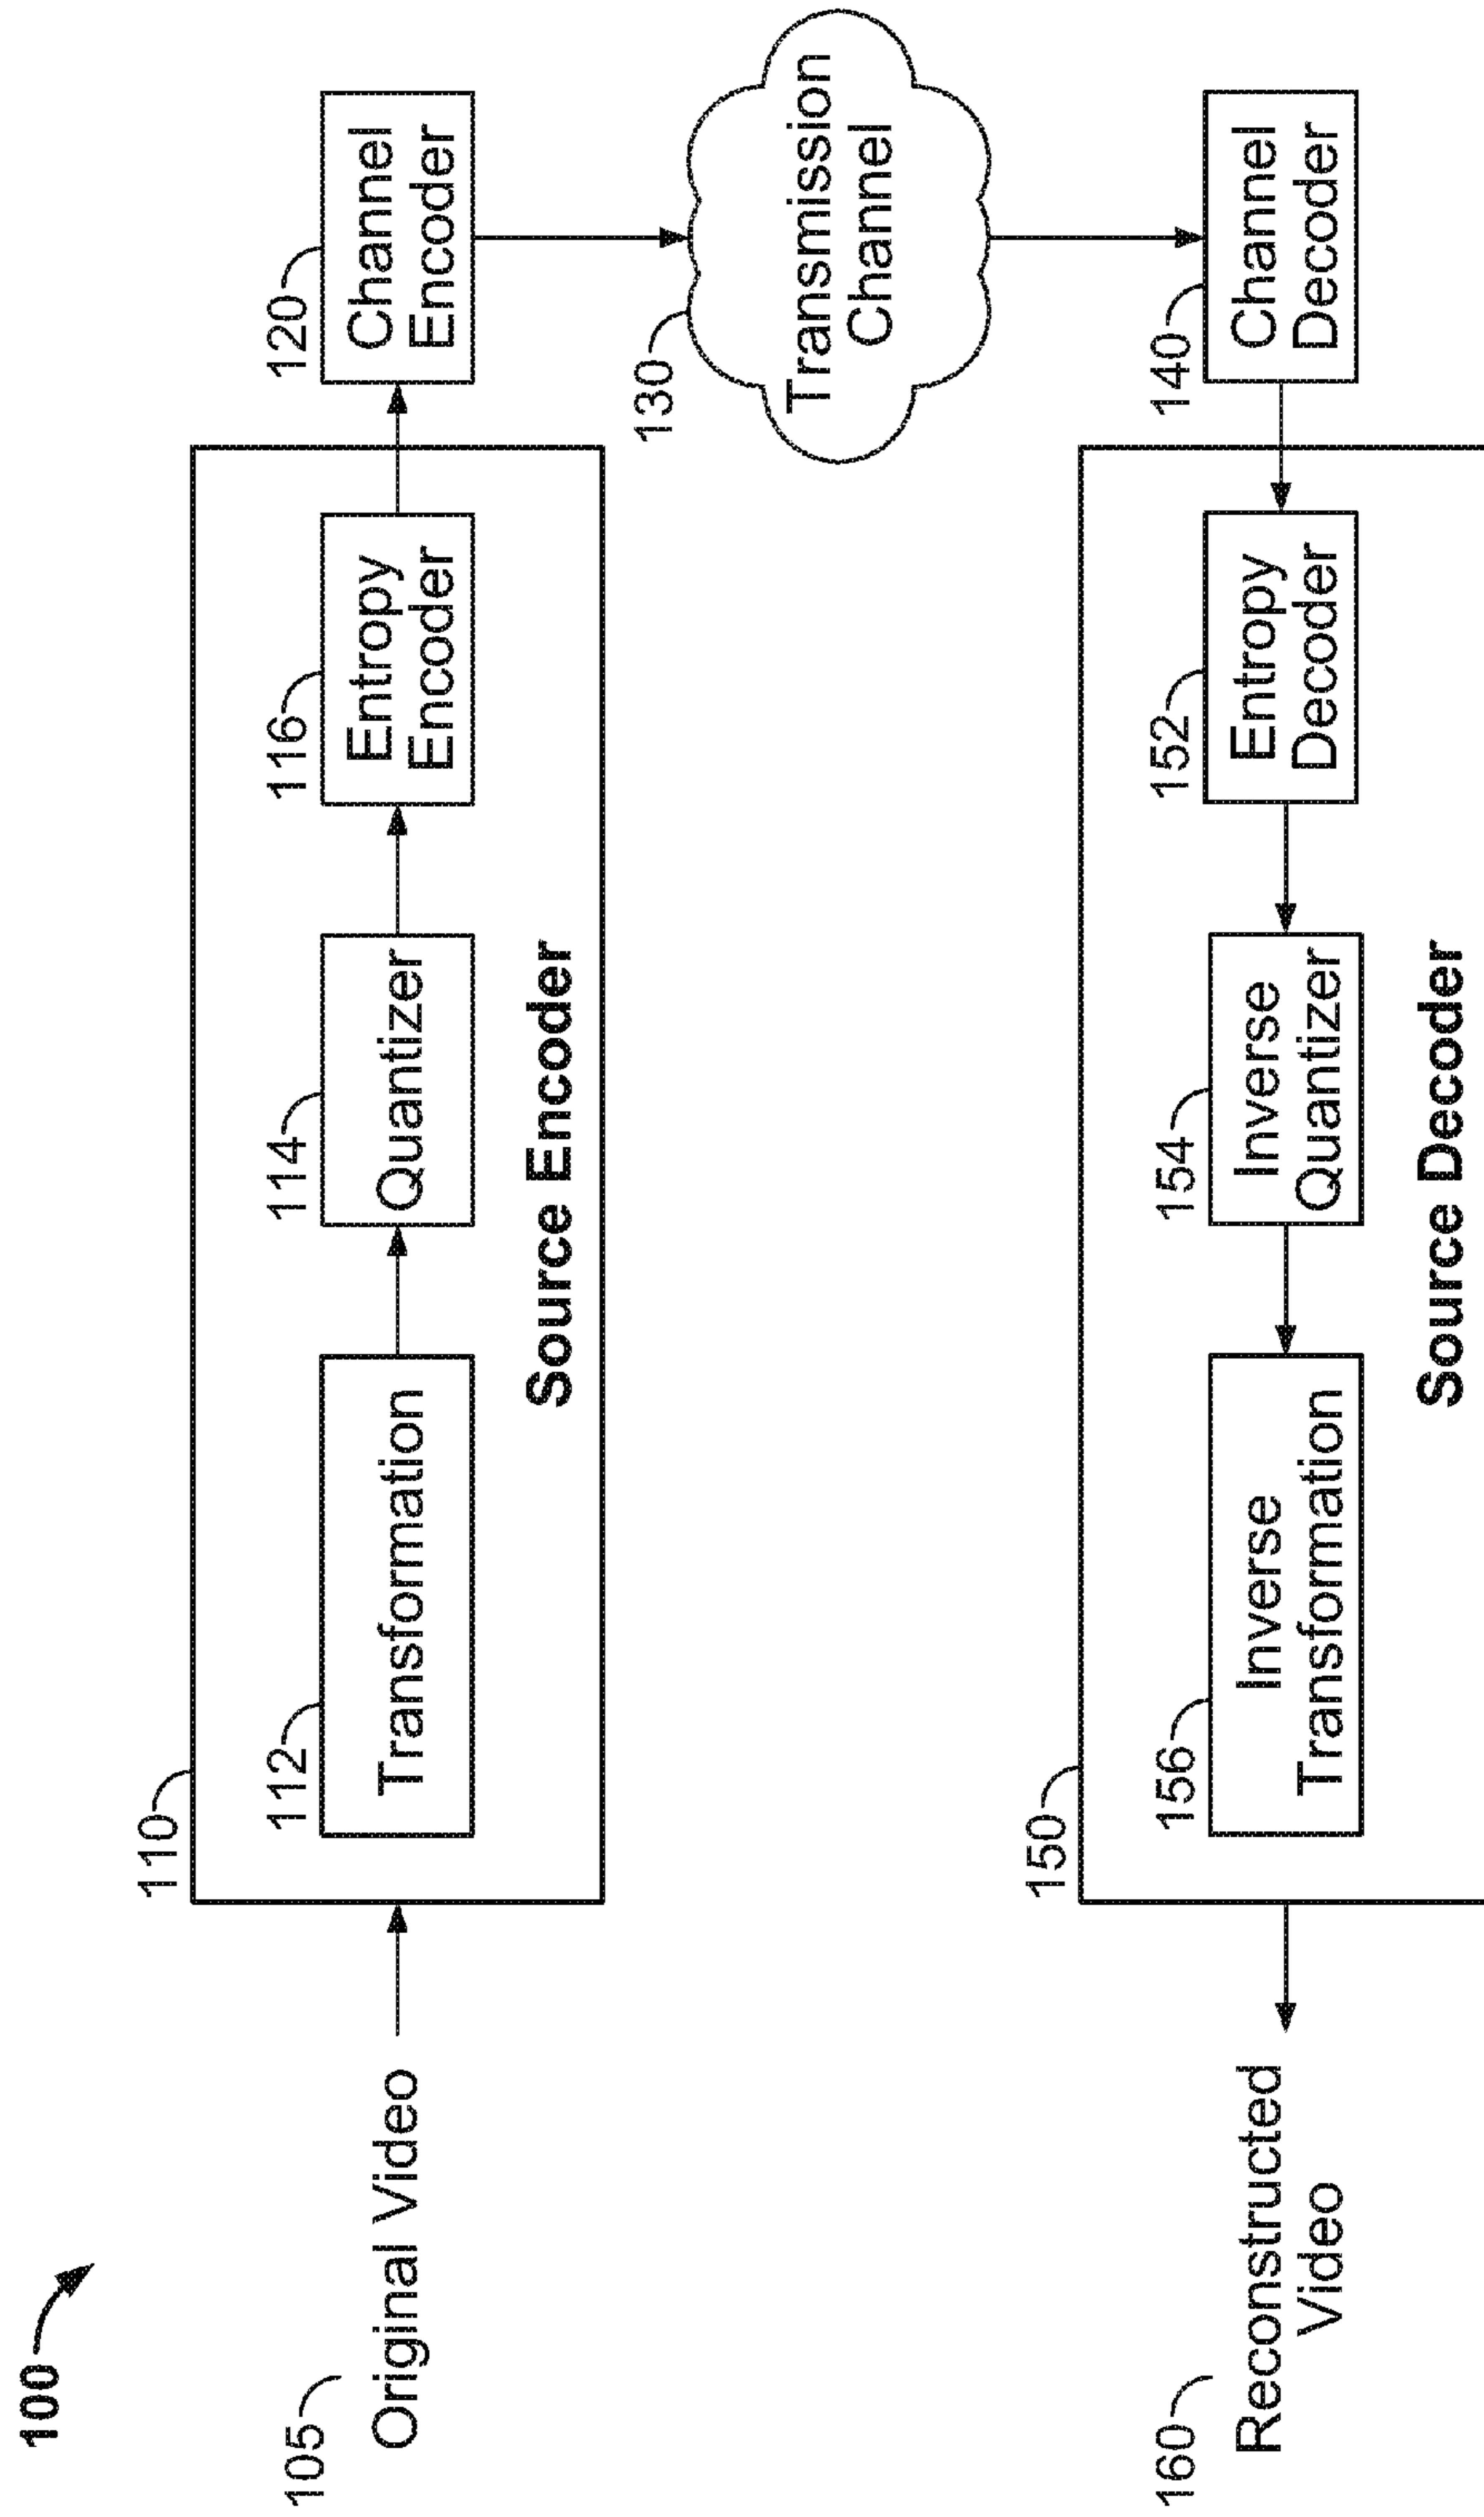 100
105
Original Video
110
112
Transformation
114
Quantizer
116
Entropy
Encoder
Source Encoder
120
Channel
Encoder
130
Transmission
Channel
140
Channel
Decoder
150
152
Entropy
Decoder
154
Inverse
Quantizer
156
Inverse
Transformation
Source Decoder
160
Reconstructed
Video